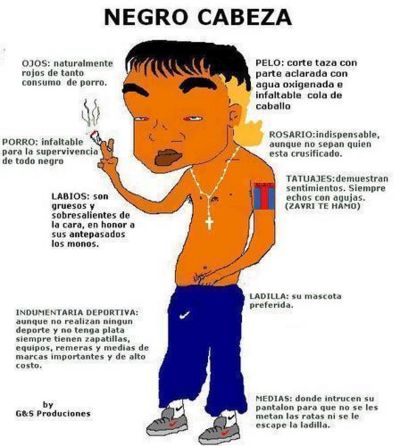 NEGRO CABEZA
OJOS: naturalmente
rojos de tanto
consumo de porro.
PELO: corte taza con
parte aclarada con
agua oxigenada e
infaltable cola de
caballo
PORRO: infaltable
para la supervivencia
de todo negro
ROSARIO:indispensable,
aunque no sepan quien
esta crusificado.
TATUAJES:demuestran
sentimientos. Siempre
echos con agujas.
(ZAVRI TE HAMO)
LABIOS: son
gruesos y
sobresalientes de
la cara, en honor a
sus antepasados
los monos.
LADILLA: su mascota
preferida.
INDUMENTARIA DEPORTIVA:
aunque no realizan ningun
deporte y no tenga plata
siempre tienen zapatillas,
equipos, remeras y medias de
marcas importantes y de alto
costo.
by
G&S Produciones
MEDIAS: donde intrucen su
pantalon para que no se les
metan las ratas ni se le
escape la ladilla.